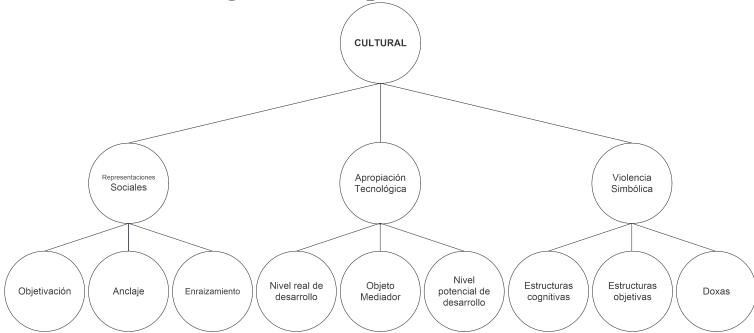 CULTURAL
Representaciones
Sociales
Apropiación
Tecnológica
Violencia
Simbólica
Objetivación
Anclaje
Enraizamiento
Nivel real de
desarrollo
Objeto
Mediador
Nivel
potencial de
desarrollo
Estructuras
cognitivas
Estructuras
objetivas
Doxas